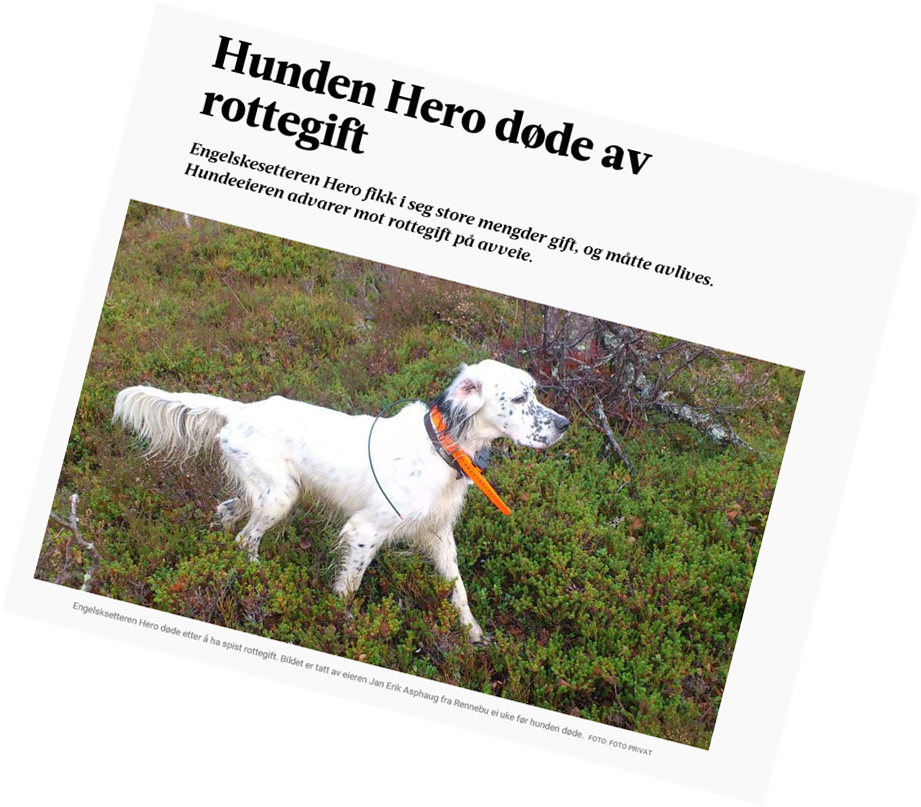 Hunden Hero døde av
rottegift
Engelskesetteren Hero fikk i seg store mengder gift, og måtte avlives.
Hundeeieren advarer mot rottegift på avveie.
Engelsksetteren Hero døde etter å ha spist rottegift. Bildet er tatt av eieren Jan Erik Asphaug fra Rennebu ei uke før hunden døde. FOTO: FOTO PRIVAT